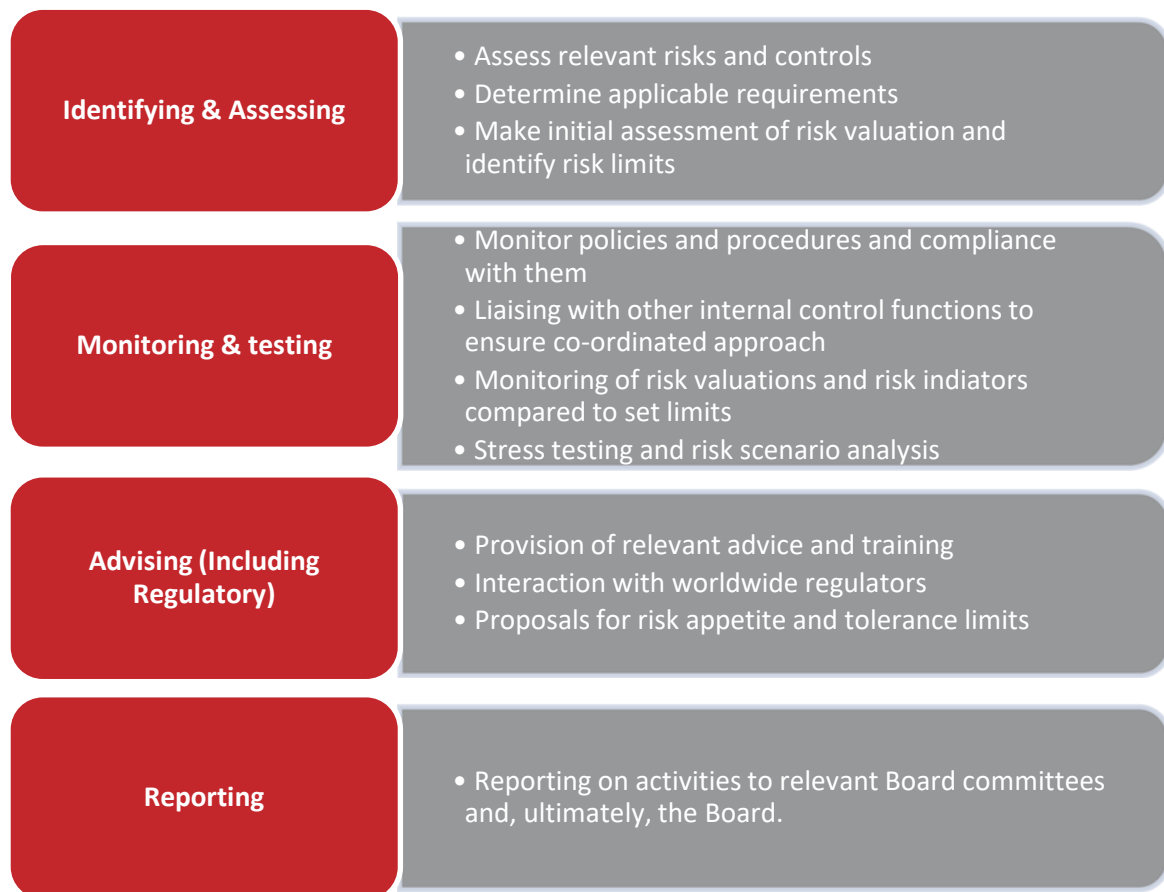 Identifying & Assessing
• Assess relevant risks and controls
• Determine applicable requirements
• Make initial assessment of risk valuation and
identify risk limits
Monitoring & testing
• Monitor policies and procedures and compliance
with them
• Liaising with other internal control functions to
ensure co-ordinated approach
• Monitoring of risk valuations and risk indiators
compared to set limits
• Stress testing and risk scenario analysis
Advising (Including
Regulatory)
• Provision of relevant advice and training
• Interaction with worldwide regulators
• Proposals for risk appetite and tolerance limits
Reporting
• Reporting on activities to relevant Board committees
and, ultimately, the Board.